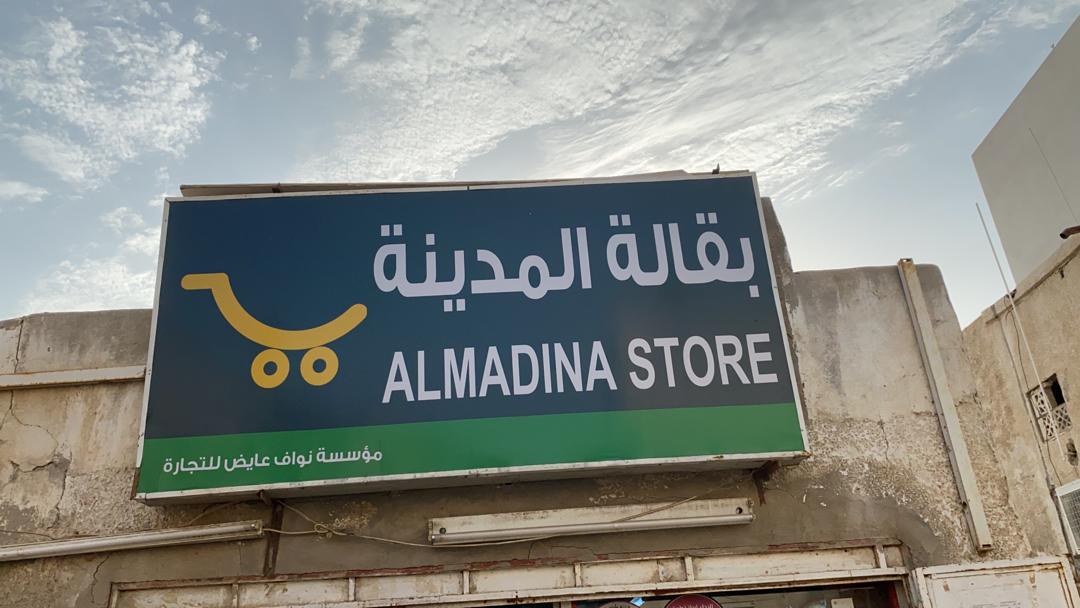 بقالة المدينة
ALMADINA STORE
مؤسسة نواف عايض للتجارة